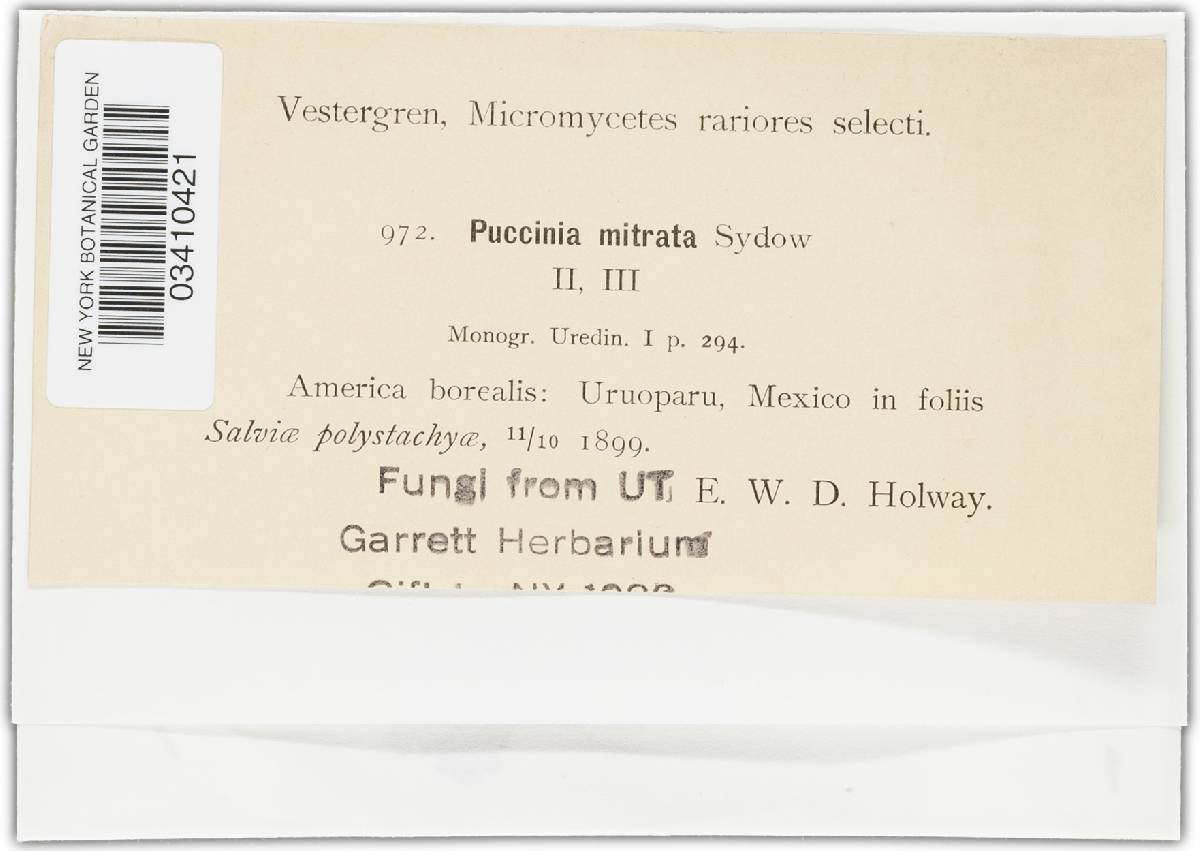 NEW YORK BOTANICAL GARDEN
03410421
Vestergren, Micromycetes rariores selecti.
972. Puccinia mitrata Sydow
II, III
Monogr. Uredin. I p. 294.
America borealis: Uruoparu, Mexico in foliis
Salviæ polystachyæ, 11/10 1899.
Fungi from UT. E. W. D. Holway.
Garrett Herbarium